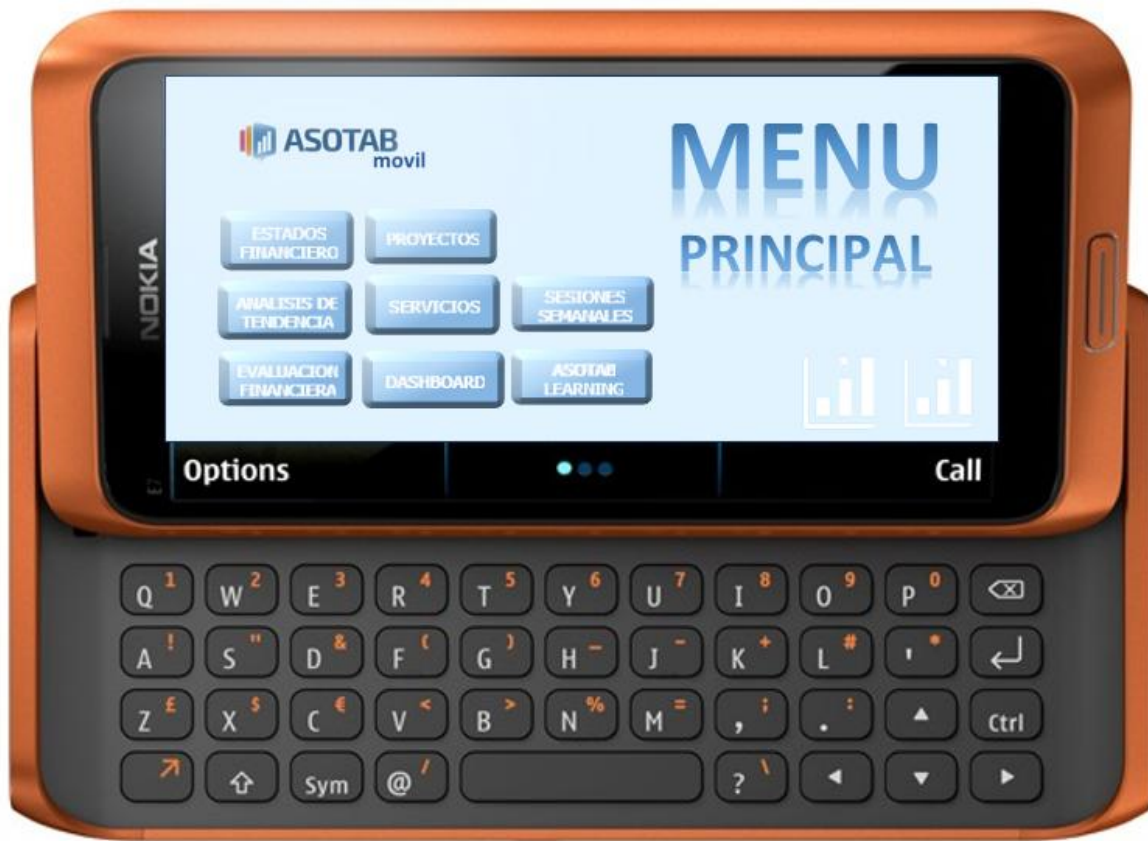 ASOTAB
movil
MENU
PRINCIPAL
ESTADOS
FINANCIERO
PROYECTOS
ANALISIS DE
TENDENCIA
SERVICIOS
SESIONES
SEMANALES
EVALUACION
FINANCIERA
DASHBOARD
ASOTAB
LEARNING
NOKIA
E7
Options
Call
Q 1 W 2 E 3 R 4 T 5 Y 6 U 7 I 8 O 9 P 0
A ! S " D & F ( G ) H – J - K + L # ' *
Z £ X $ C € V < B > N % M = , ; . : Ctrl
Sym @ / ? \